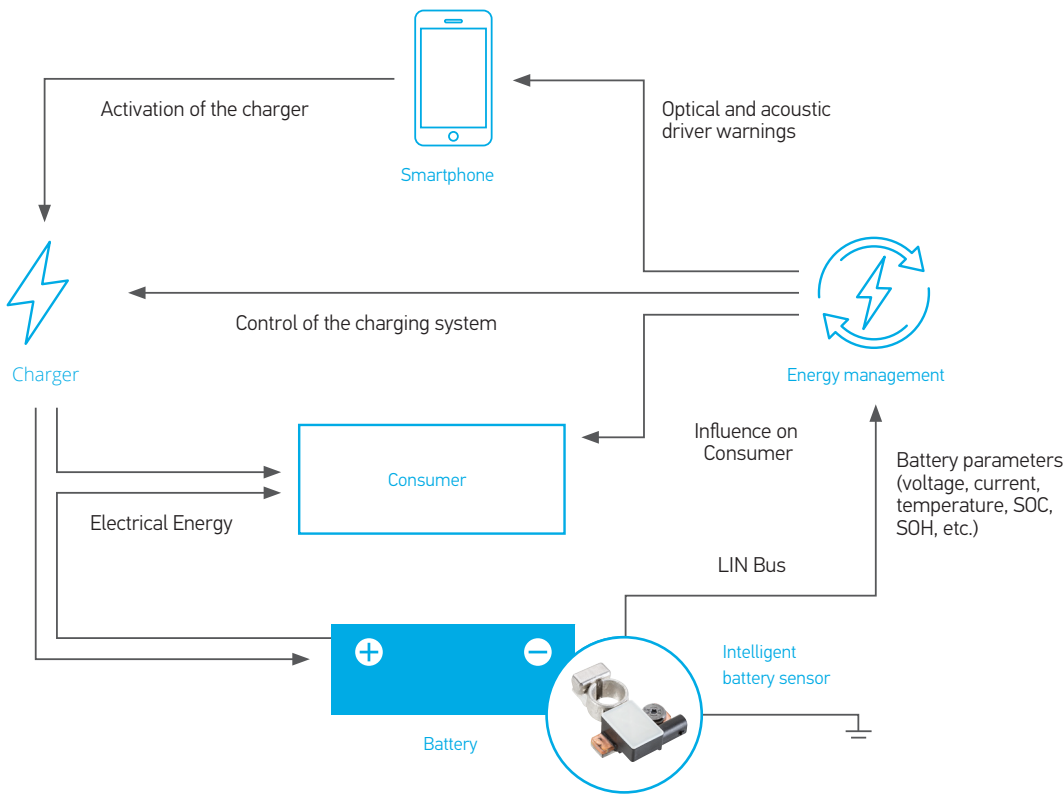 Activation of the charger
Optical and acoustic
driver warnings
Smartphone
Control of the charging system
Charger
Energy management
Influence on
Consumer
Consumer
Battery parameters
(voltage, current,
temperature, SOC,
SOH, etc.)
Electrical Energy
LIN Bus
Intelligent
battery sensor
Battery